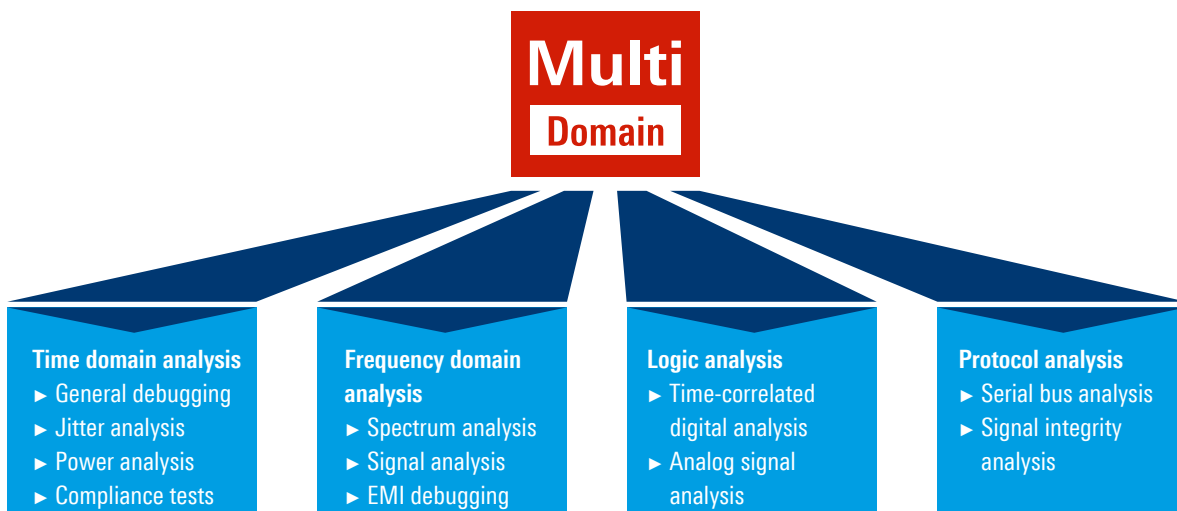 Multi
Domain
Time domain analysis
► General debugging
► Jitter analysis
► Power analysis
► Compliance tests
Frequency domain
analysis
► Spectrum analysis
► Signal analysis
► EMI debugging
Logic analysis
► Time-correlated
digital analysis
► Analog signal
analysis
Protocol analysis
► Serial bus analysis
► Signal integrity
analysis